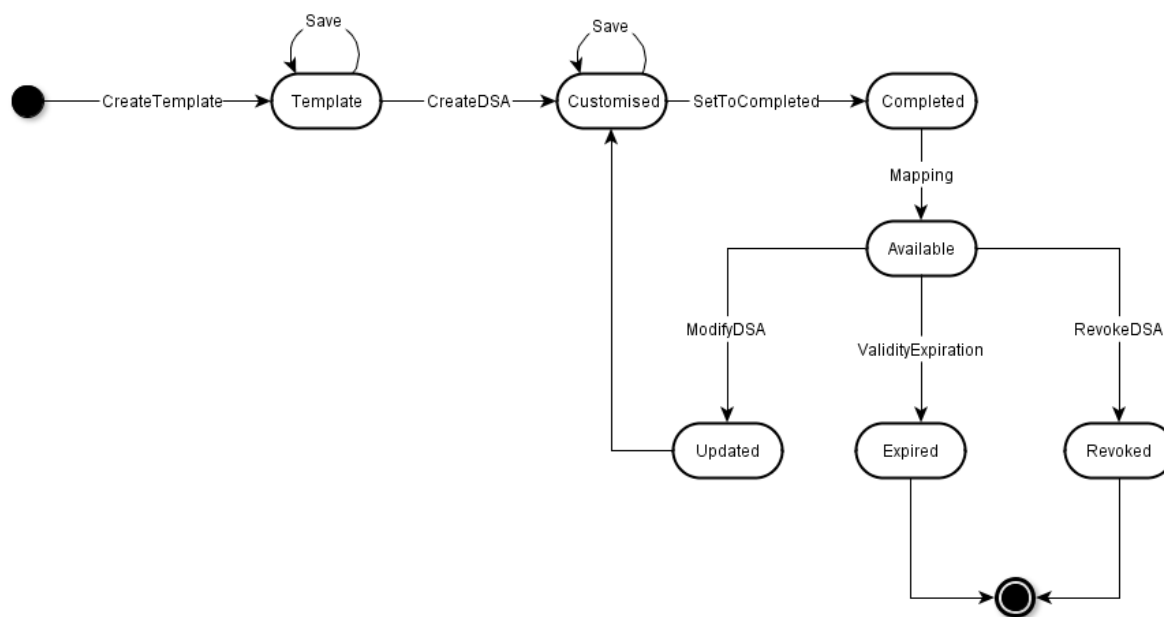 Save
Save
CreateTemplate
Template
CreateDSA
Customised
SetToCompleted
Completed
Mapping
Available
ModifyDSA
ValidityExpiration
RevokeDSA
Updated
Expired
Revoked